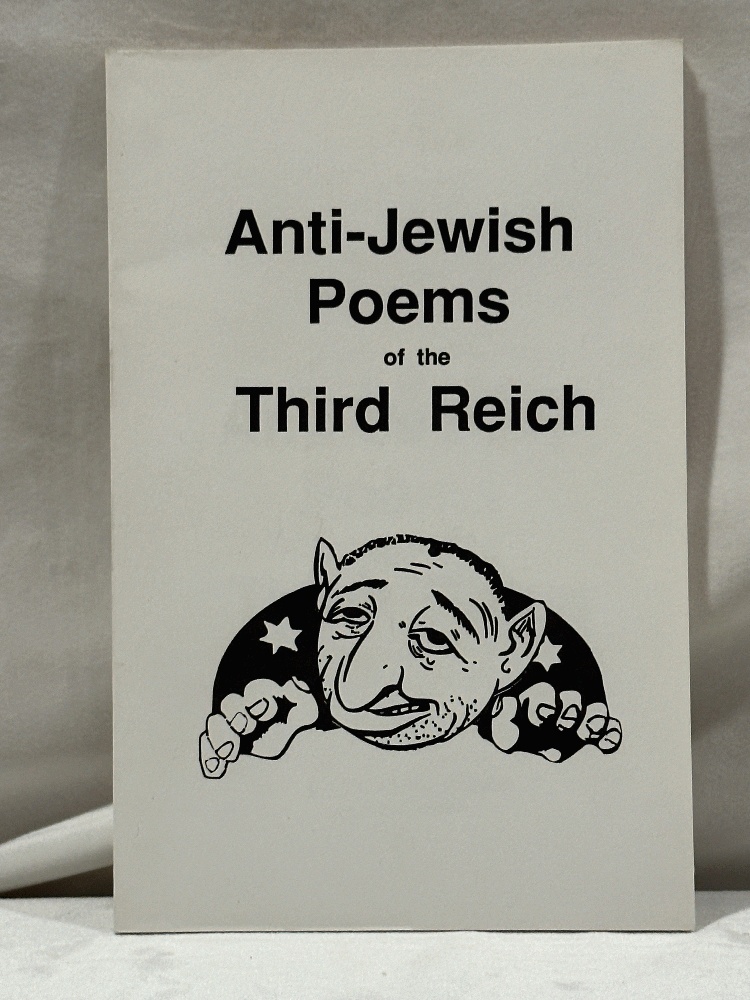 Anti-Jewish
Poems
of the
Third Reich